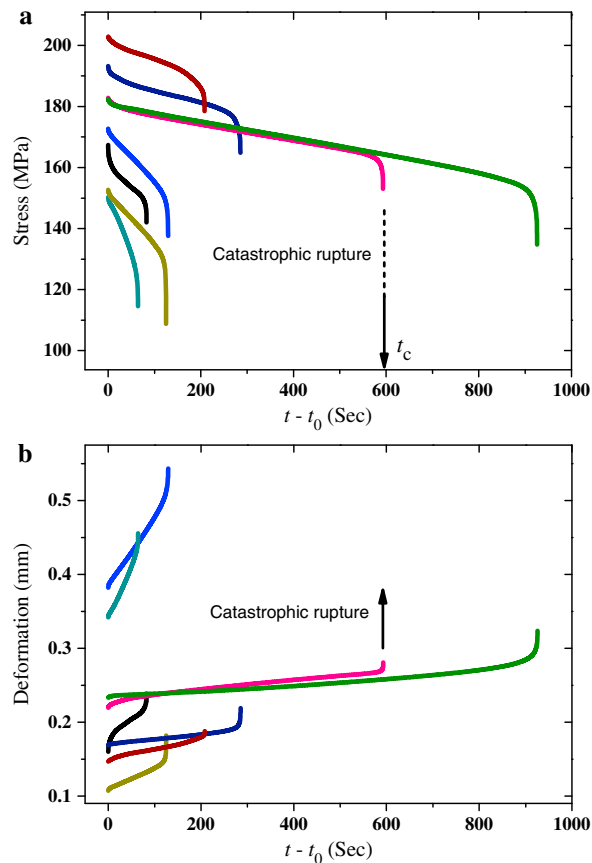 a
200
180
160
140
120
100
Stress (MPa)
Catastrophic rupture
tc
0 200 400 600 800 1000
t - t0 (Sec)
b
0.5
0.4
0.3
0.2
0.1
Deformation (mm)
Catastrophic rupture
0 200 400 600 800 1000
t - t0 (Sec)